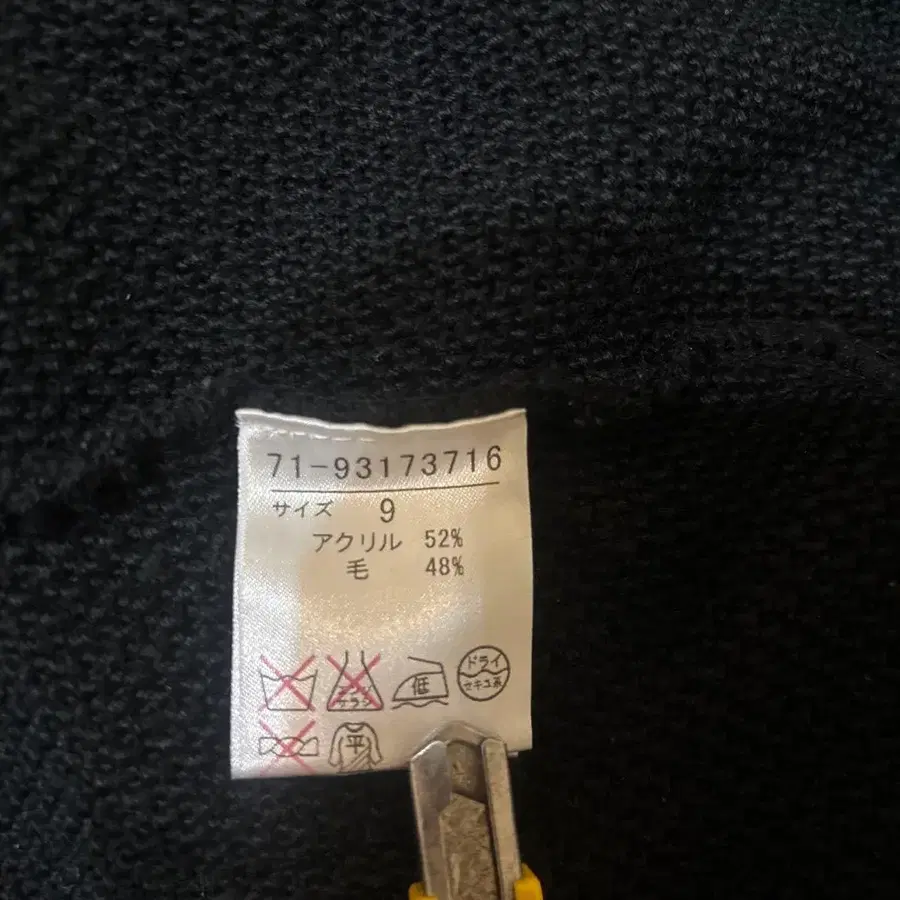 71-93173716
サイズ 9
アクリル 52%
毛 48%
低
ドライ
セキユ系
平